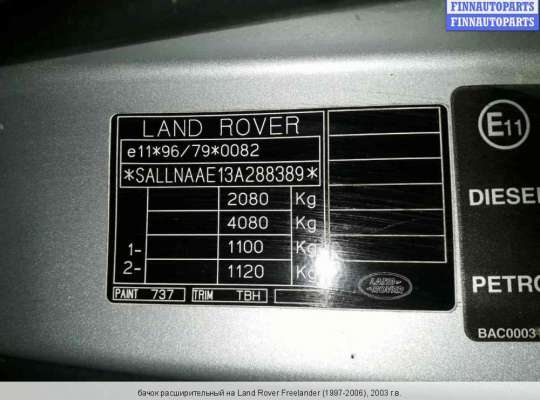 FINNAUTOPARTS
FINNAUTOPARTS
LAND ROVER
e11*96/79*0082
*SALLNAAE13A288389*
2080 Kg
4080 Kg
1- 1100 Kg
2- 1120 Kg
PAINT 737 TRIM TBH
LAND-
-ROVER
E11
DIESEL
PETRO
BAC0003
бачок расширительный на Land Rover Freelander (1997-2006), 2003 г.в.